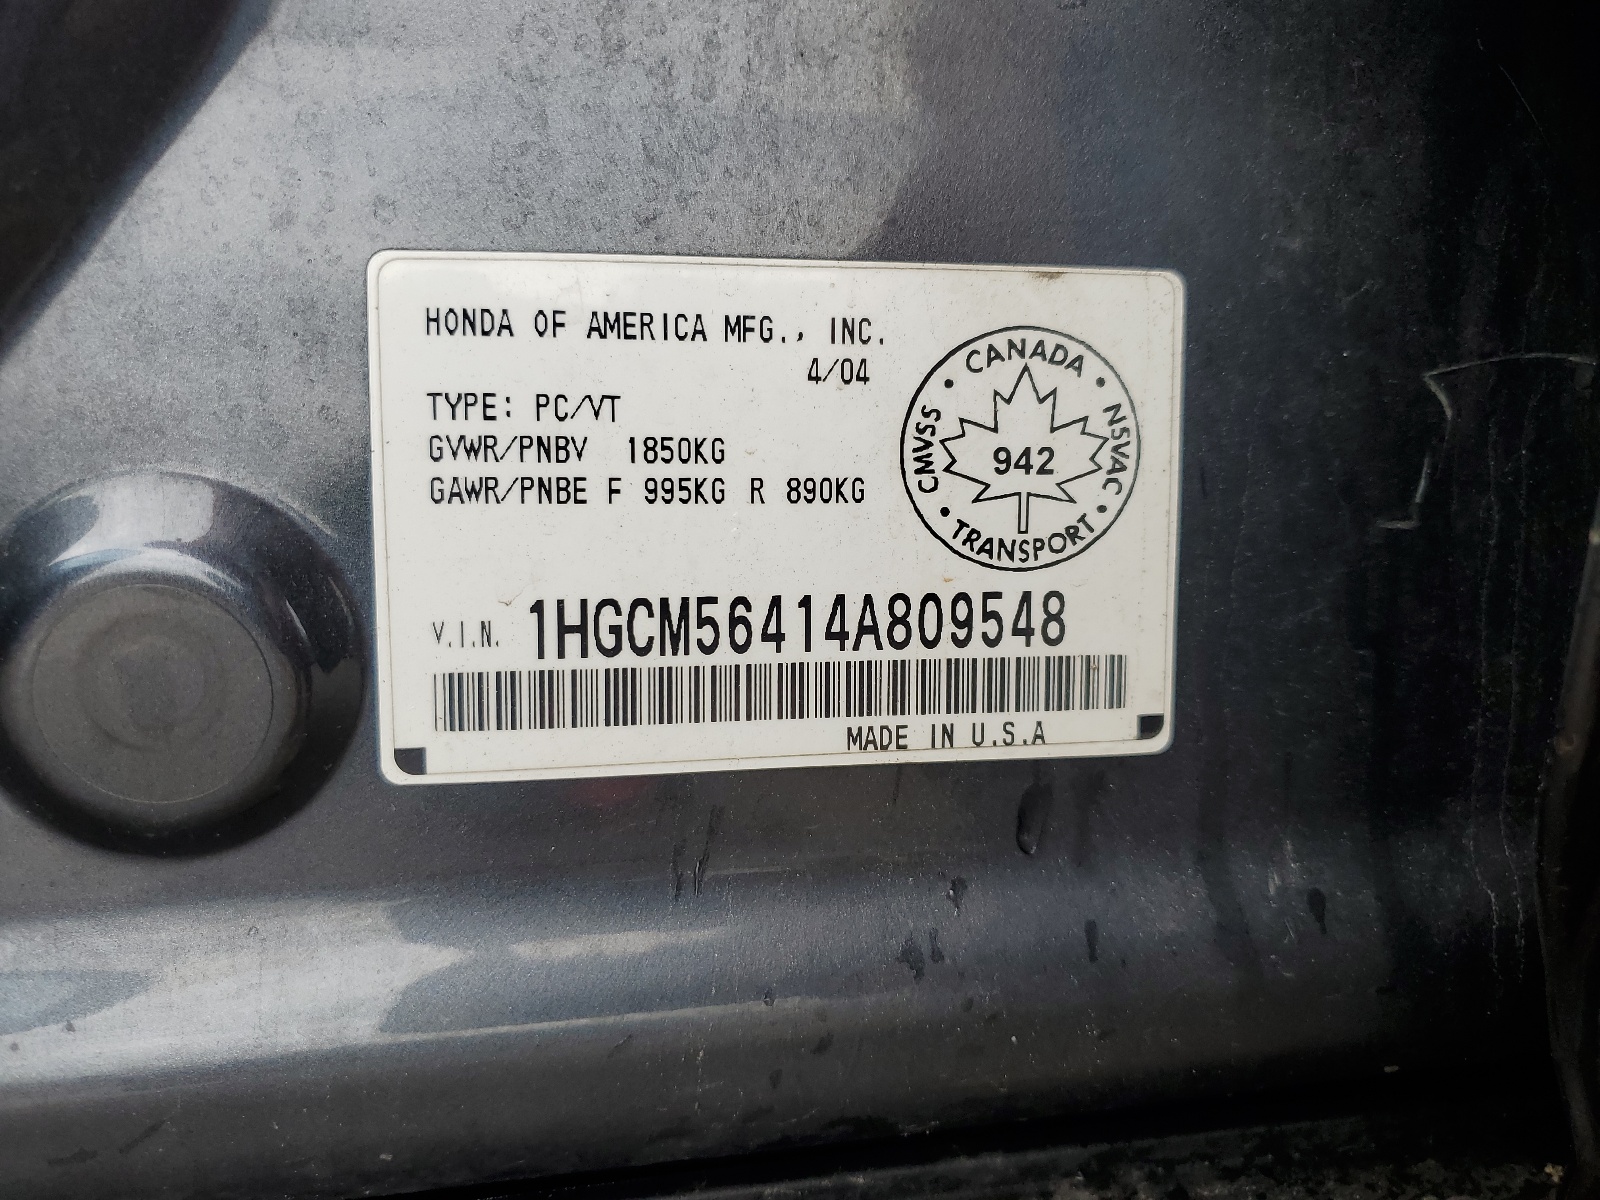 HONDA OF AMERICA MFG., INC.
4/04
TYPE: PC/VT
GVWR/PNBV 1850KG
GAWR/PNBE F 995KG R 890KG
CANADA
CMVSS
NSVAC
942
TRANSPORT
V.I.N. 1HGCM56414A809548
MADE IN U.S.A